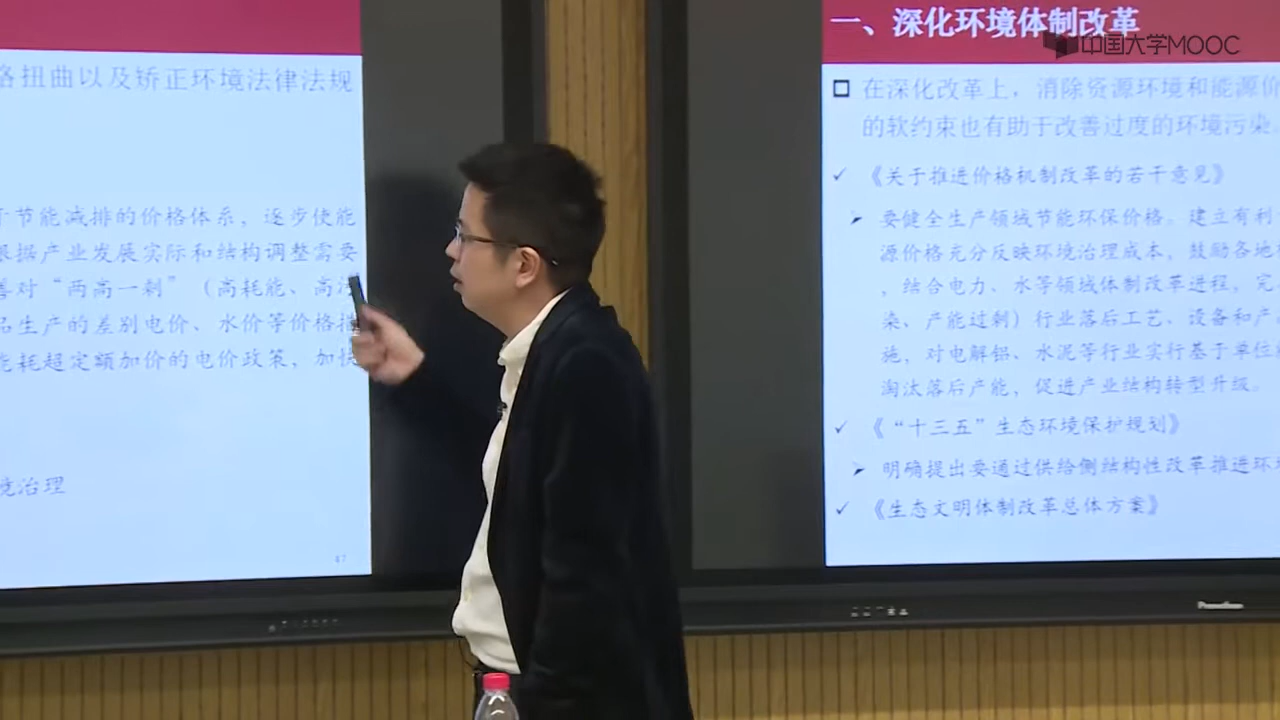 格扭曲以及矫正环境法律法规
于节能减排的价格体系，逐步使能
根据产业发展实际和结构调整需要
善对“两高一剩”（高耗能、高污
品生产的差别电价、水价等价格措
能耗超定额加价的电价政策，加快
境治理
47
一、深化环境体制改革
中国大学MOOC
在深化改革上，消除资源环境和能源价
的软约束也有助于改善过度的环境污染。
✓ 《关于推进价格机制改革的若干意见》
➢ 要健全生产领域节能环保价格。建立有利
源价格充分反映环境治理成本，鼓励各地
，结合电力、水等领域体制改革进程，完
染、产能过剩）行业落后工艺、设备和产
施，对电解铝、水泥等行业实行基于单位
淘汰落后产能，促进产业结构转型升级。
✓ 《“十三五”生态环境保护规划》
➢ 明确提出要通过供给侧结构性改革推进环境
✓ 《生态文明体制改革总体方案》
Promethean